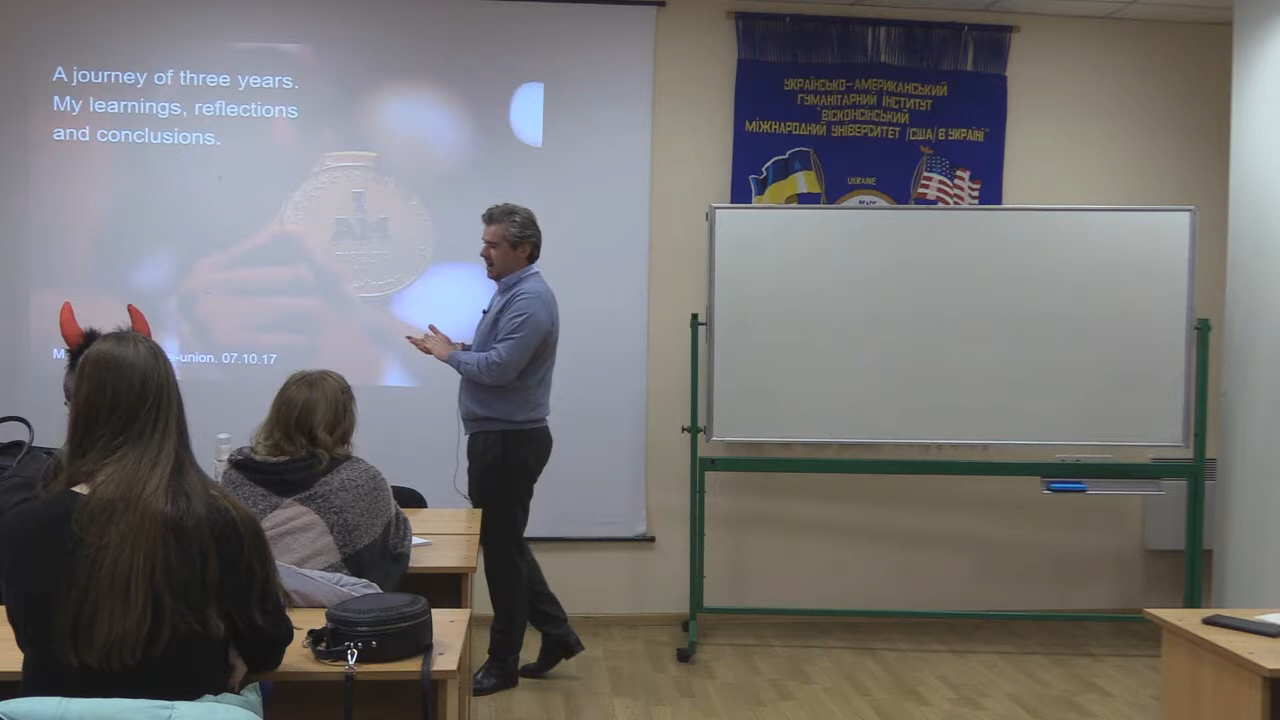 A journey of three years.
My learnings, reflections
and conclusions.
e-union. 07.10.17
УКРАЇНСЬКО-АМЕРИКАНСЬКИЙ
ГУМАНІТАРНИЙ ІНСТИТУТ
"ВІСКОНСІНСЬКИЙ
МІЖНАРОДНИЙ УНІВЕРСИТЕТ /США/ В УКРАЇНІ"
UKRAINE